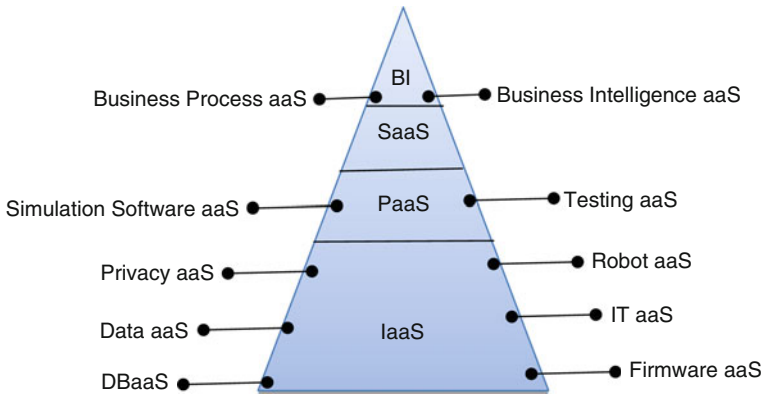 BI
Business Process aaS
Business Intelligence aaS
SaaS
Simulation Software aaS
PaaS
Testing aaS
Privacy aaS
Robot aaS
Data aaS
IaaS
IT aaS
DBaaS
Firmware aaS